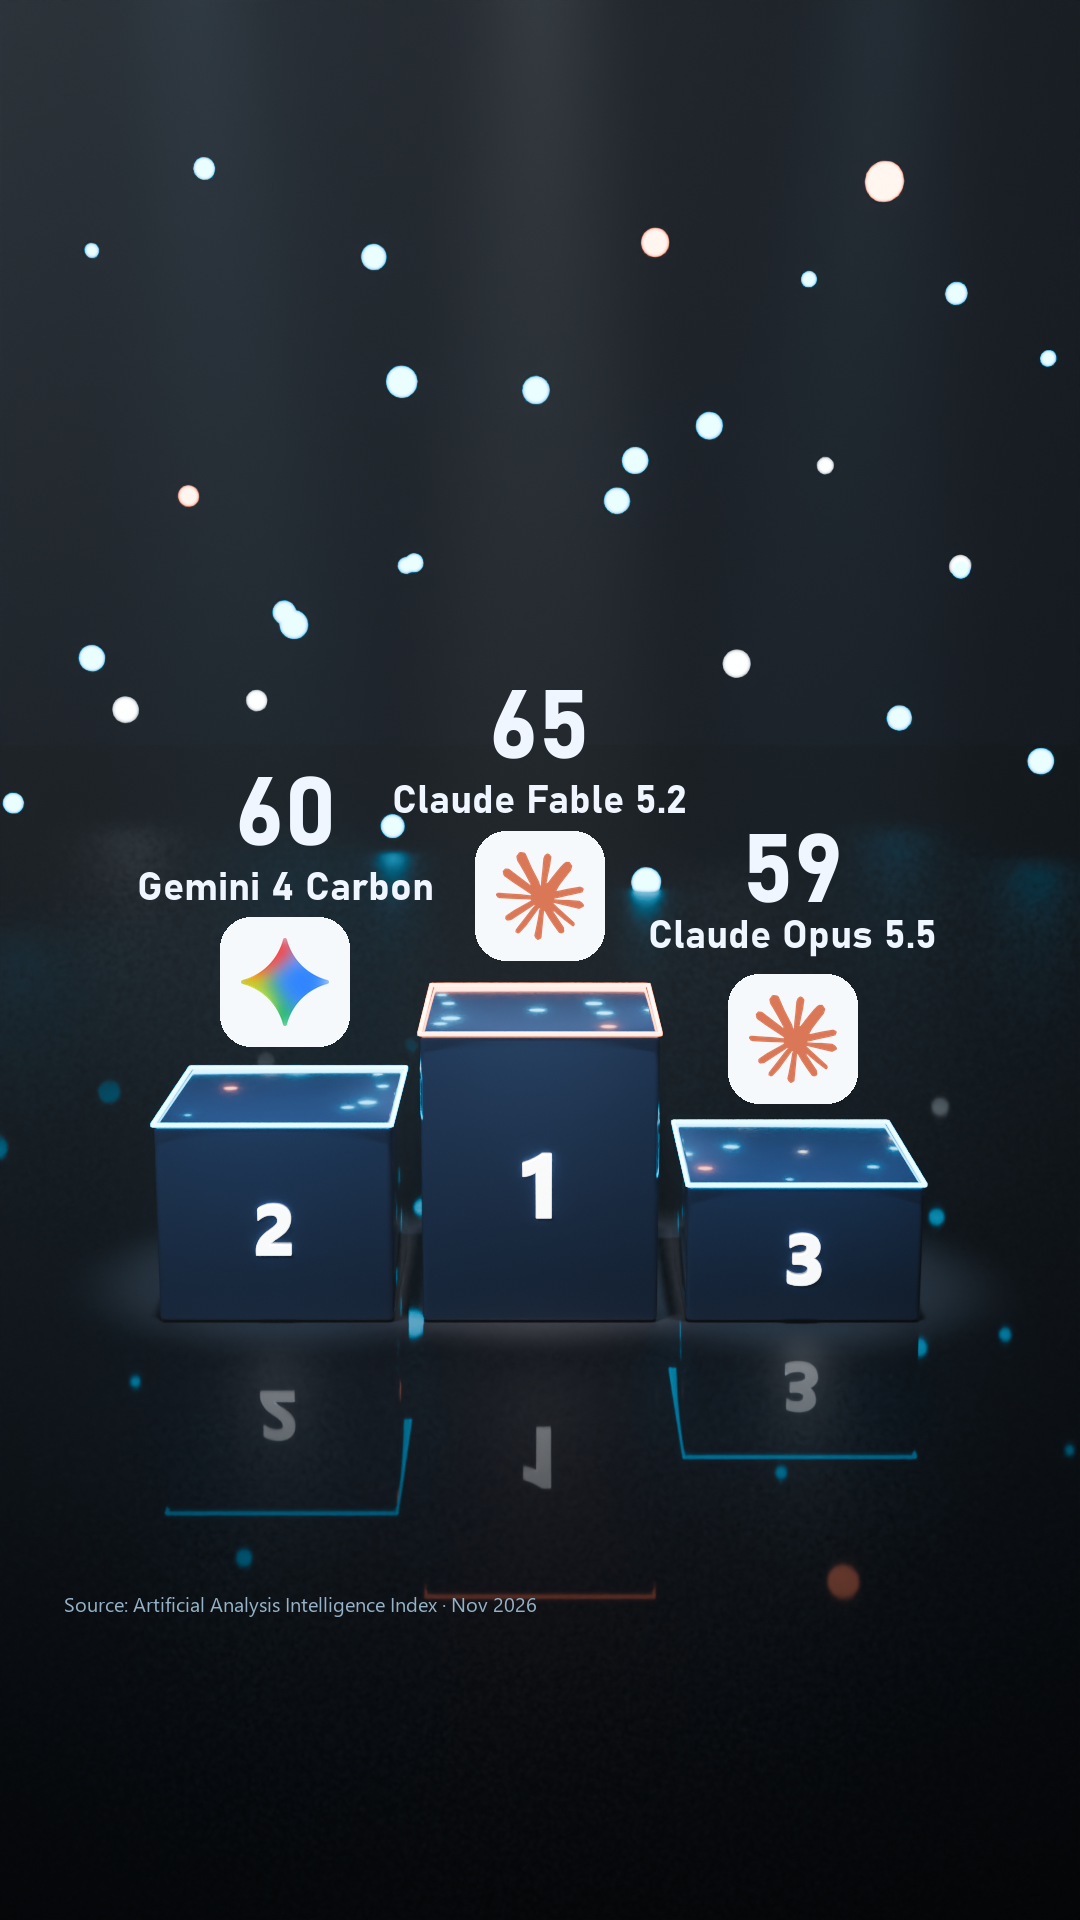 65
Claude Fable 5.2
60
Gemini 4 Carbon
59
Claude Opus 5.5
1
2
3
Source: Artificial Analysis Intelligence Index · Nov 2026